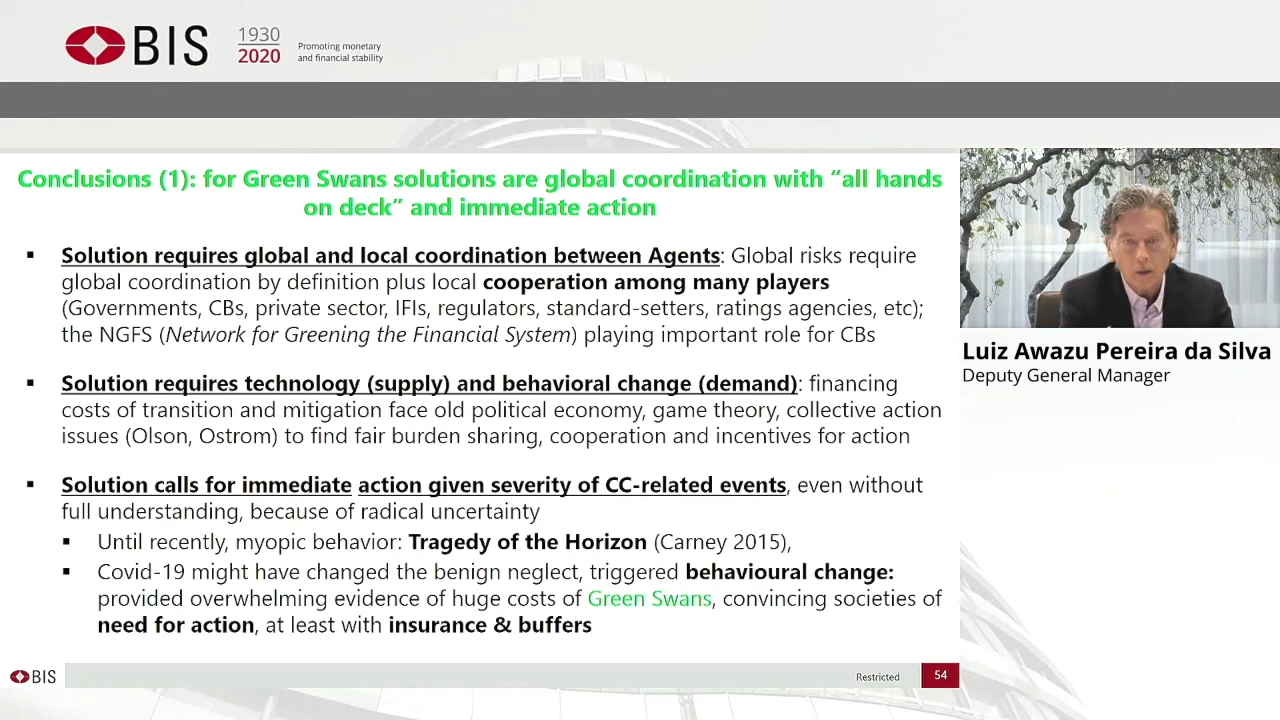 BIS
1930
2020
Promoting monetary
and financial stability
Conclusions (1): for Green Swans solutions are global coordination with “all hands
on deck” and immediate action
▪ Solution requires global and local coordination between Agents: Global risks require
global coordination by definition plus local cooperation among many players
(Governments, CBs, private sector, IFIs, regulators, standard-setters, ratings agencies, etc);
the NGFS (Network for Greening the Financial System) playing important role for CBs
▪ Solution requires technology (supply) and behavioral change (demand): financing
costs of transition and mitigation face old political economy, game theory, collective action
issues (Olson, Ostrom) to find fair burden sharing, cooperation and incentives for action
▪ Solution calls for immediate action given severity of CC-related events, even without
full understanding, because of radical uncertainty
▪ Until recently, myopic behavior: Tragedy of the Horizon (Carney 2015),
▪ Covid-19 might have changed the benign neglect, triggered behavioural change:
provided overwhelming evidence of huge costs of Green Swans, convincing societies of
need for action, at least with insurance & buffers
BIS
Restricted
54
Luiz Awazu Pereira da Silva
Deputy General Manager